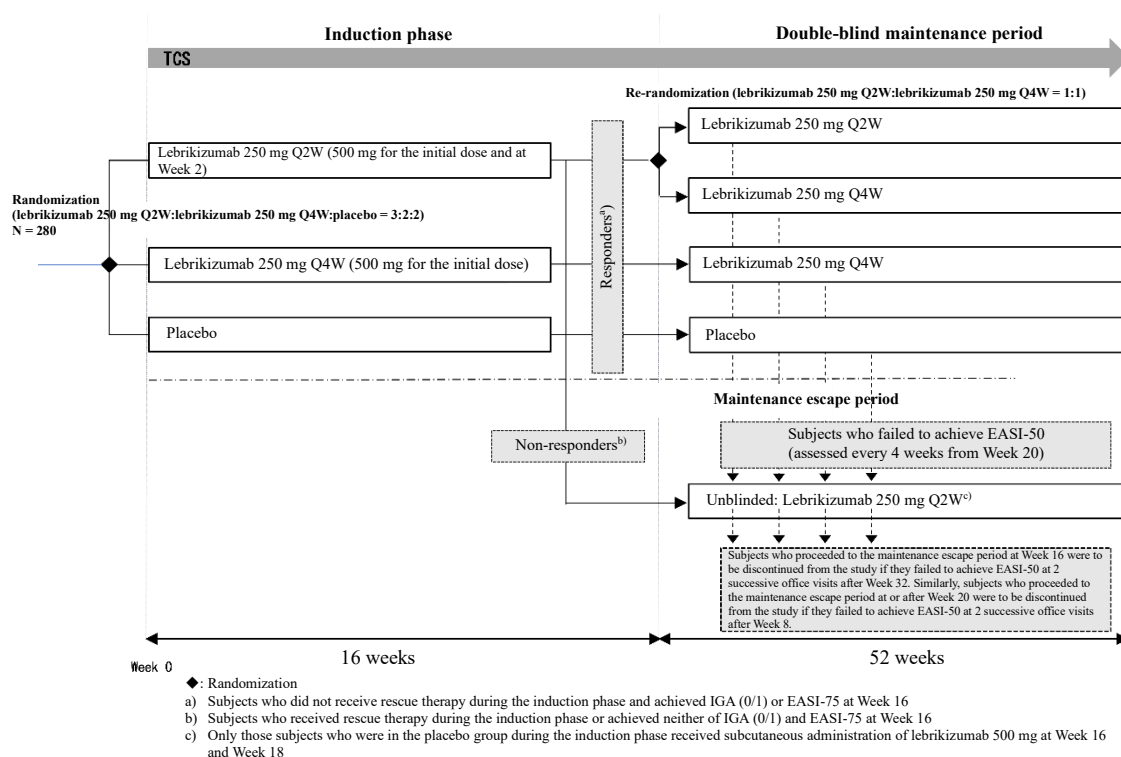 Induction phase
Double-blind maintenance period
TCS
Re-randomization (lebrikizumab 250 mg Q2W:lebrikizumab 250 mg Q4W = 1:1)
Lebrikizumab 250 mg Q2W
Lebrikizumab 250 mg Q2W (500 mg for the initial dose and at
Week 2)
Lebrikizumab 250 mg Q4W
Randomization
(lebrikizumab 250 mg Q2W:lebrikizumab 250 mg Q4W:placebo = 3:2:2)
N = 280
Responders a)
Lebrikizumab 250 mg Q4W (500 mg for the initial dose)
Lebrikizumab 250 mg Q4W
Placebo
Placebo
Maintenance escape period
Non-responders b)
Subjects who failed to achieve EASI-50
(assessed every 4 weeks from Week 20)
Unblinded: Lebrikizumab 250 mg Q2W c)
Subjects who proceeded to the maintenance escape period at Week 16 were to
be discontinued from the study if they failed to achieve EASI-50 at 2
successive office visits after Week 32. Similarly, subjects who proceeded to
the maintenance escape period at or after Week 20 were to be discontinued
from the study if they failed to achieve EASI-50 at 2 successive office visits
after Week 8.
Week 0
16 weeks
52 weeks
◆: Randomization
a) Subjects who did not receive rescue therapy during the induction phase and achieved IGA (0/1) or EASI-75 at Week 16
b) Subjects who received rescue therapy during the induction phase or achieved neither of IGA (0/1) and EASI-75 at Week 16
c) Only those subjects who were in the placebo group during the induction phase received subcutaneous administration of lebrikizumab 500 mg at Week 16
and Week 18